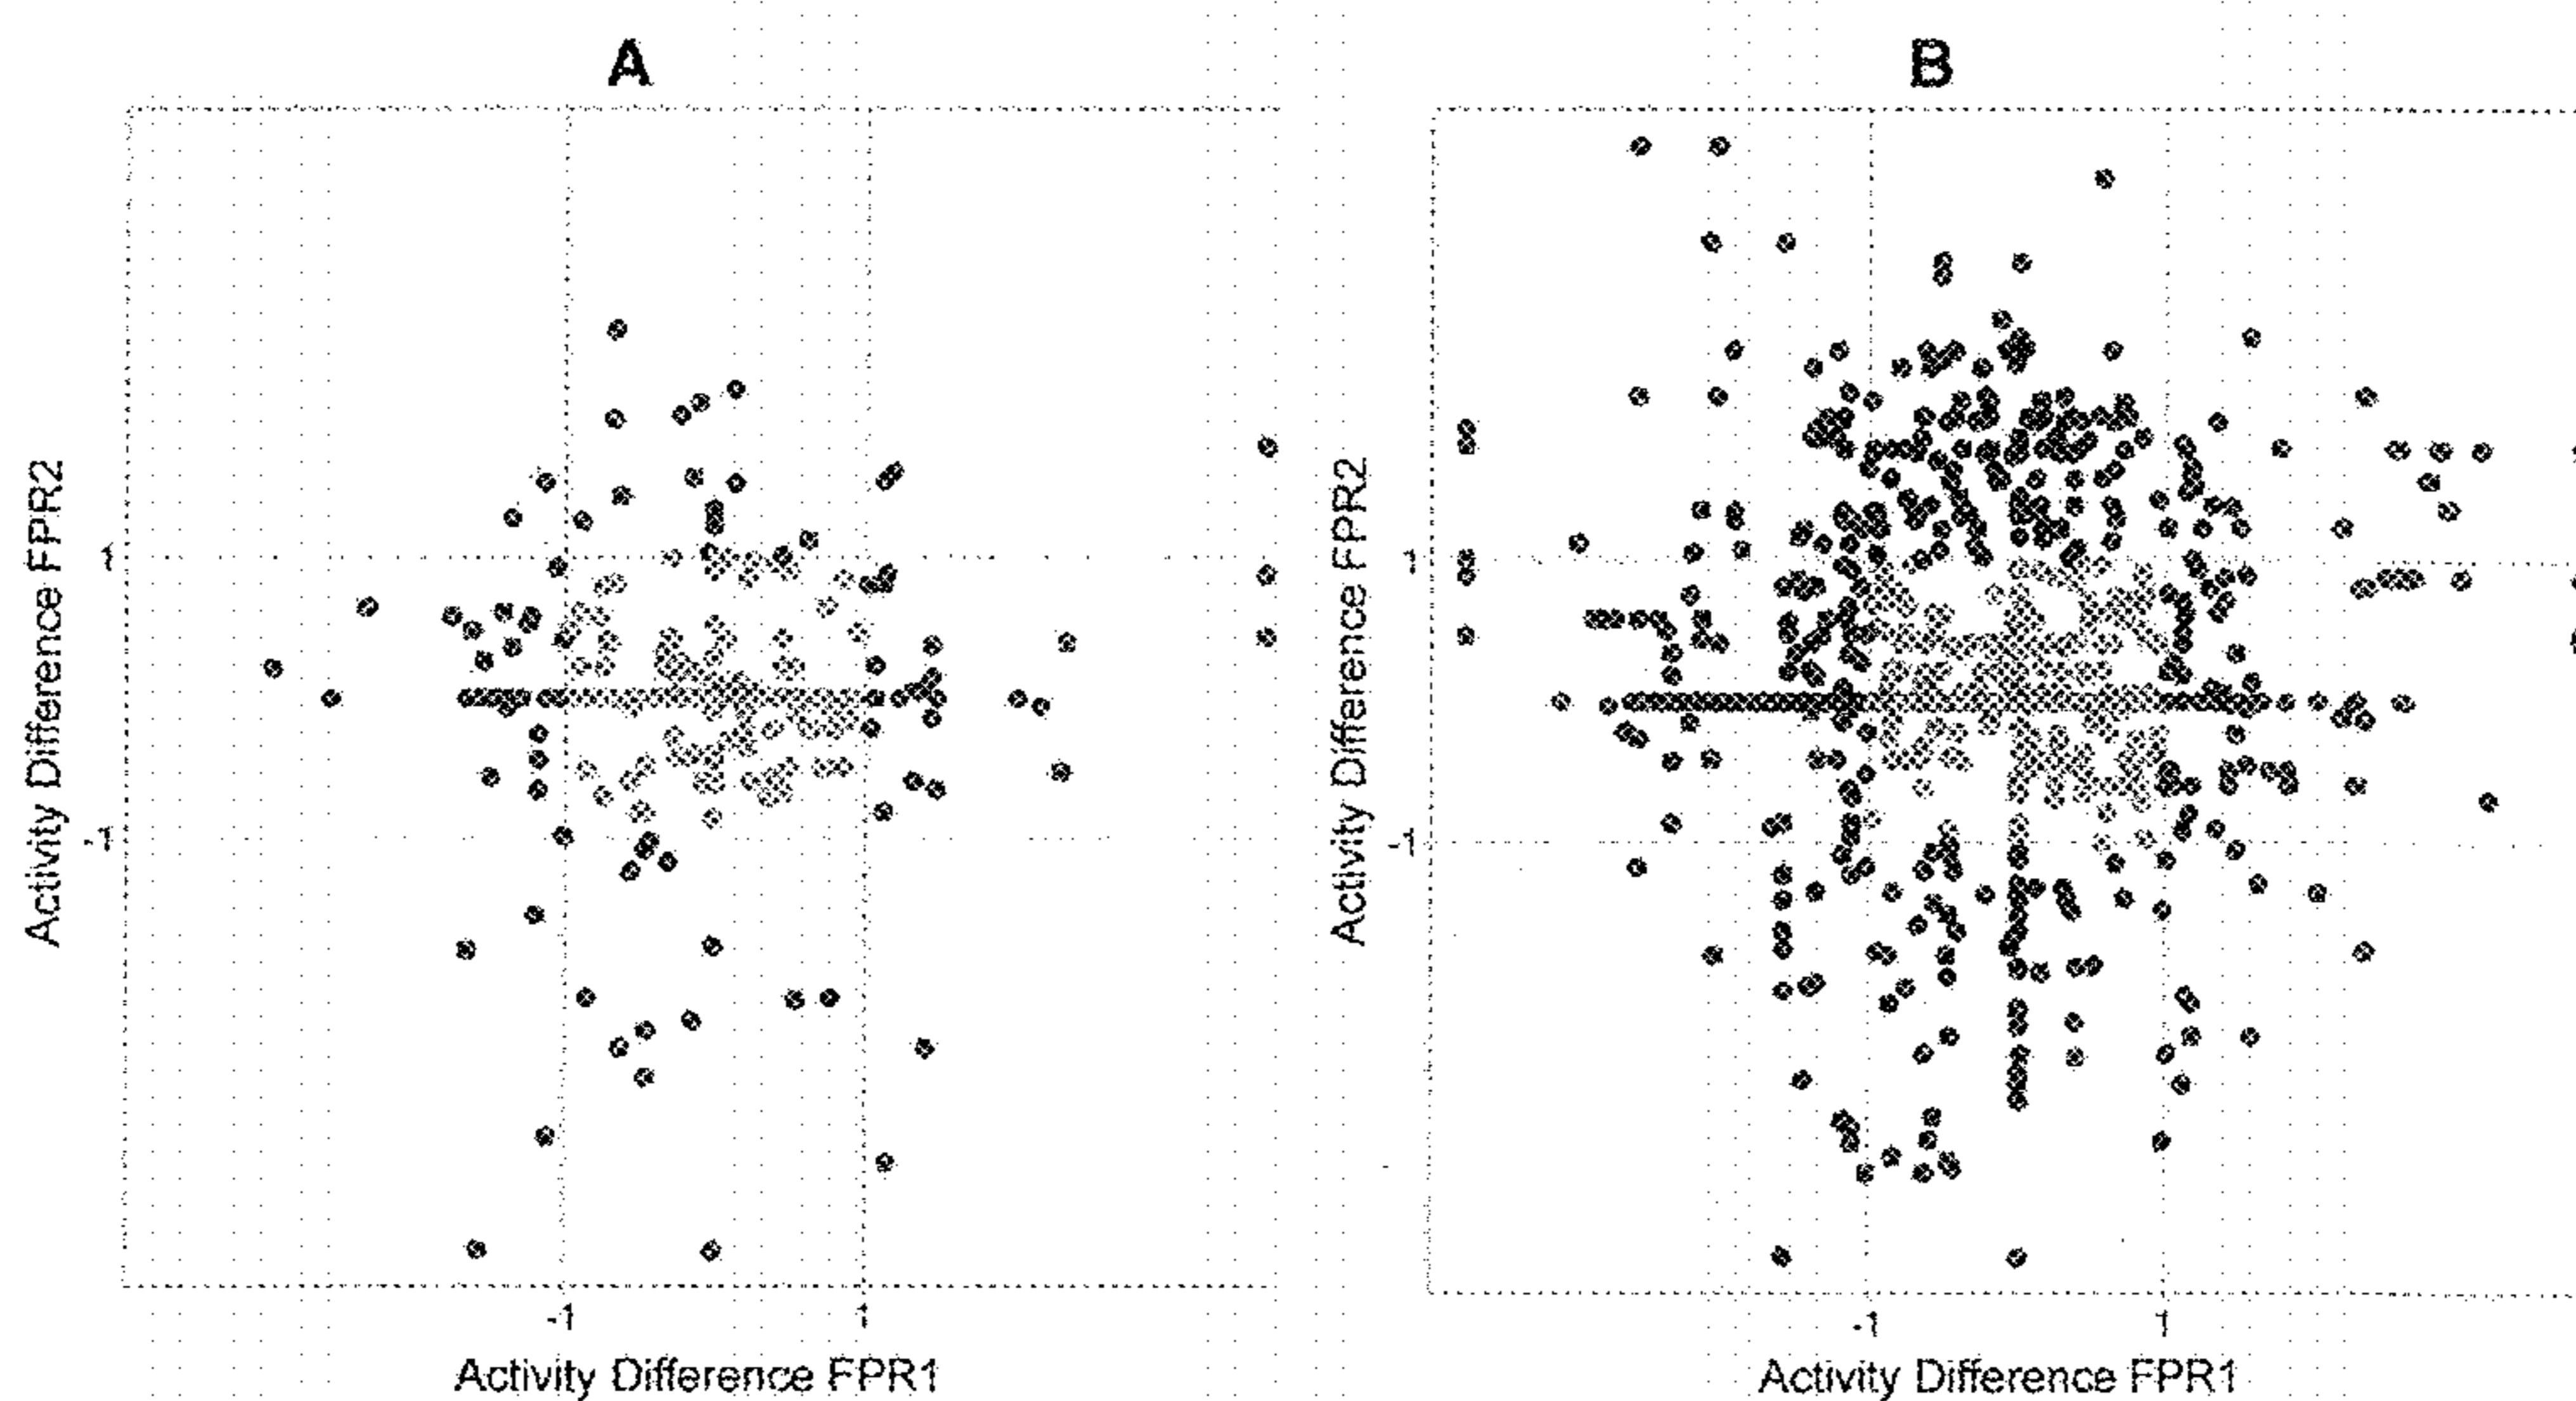 A
B
Activity Difference FPR2
1
-1
-1
1
Activity Difference FPR1
Activity Difference FPR2
1
-1
-1
1
Activity Difference FPR1